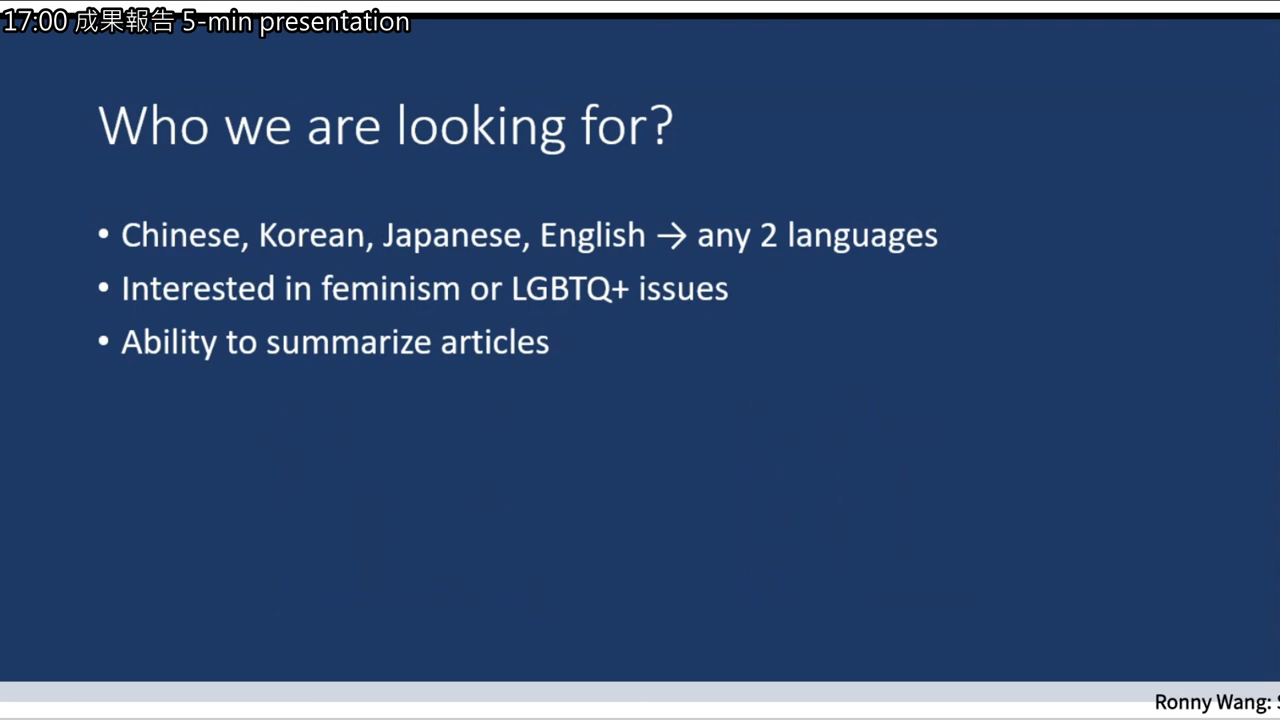 17:00 成果報告 5-min presentation
Who we are looking for?
• Chinese, Korean, Japanese, English → any 2 languages
• Interested in feminism or LGBTQ+ issues
• Ability to summarize articles
Ronny Wang: